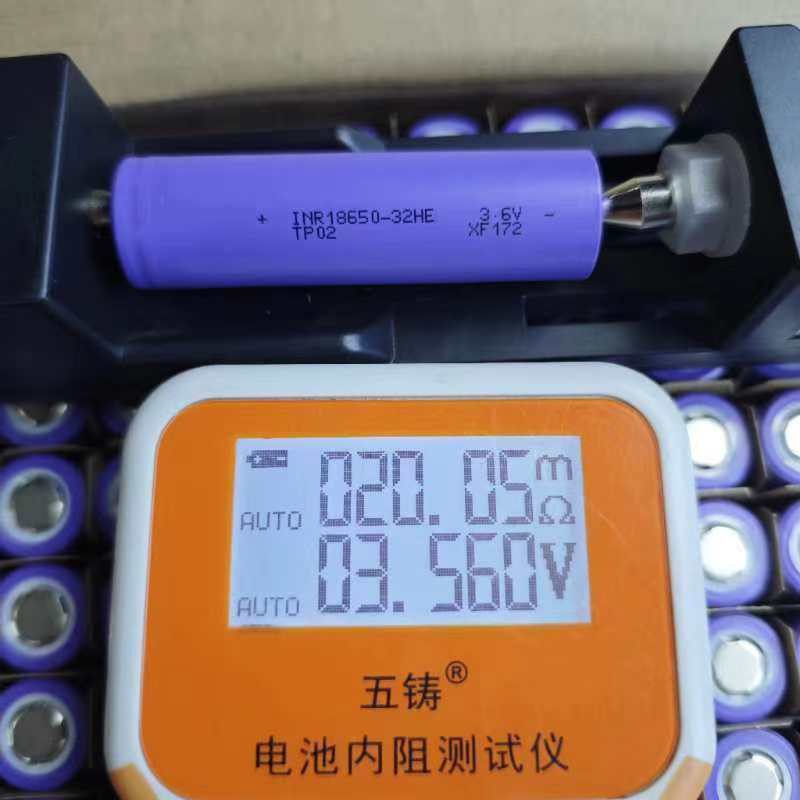 + INR18650-32HE 3.6V -
TP02 XF172
020.05mΩ
AUTO
03.560V
AUTO
五铸®
电池内阻测试仪